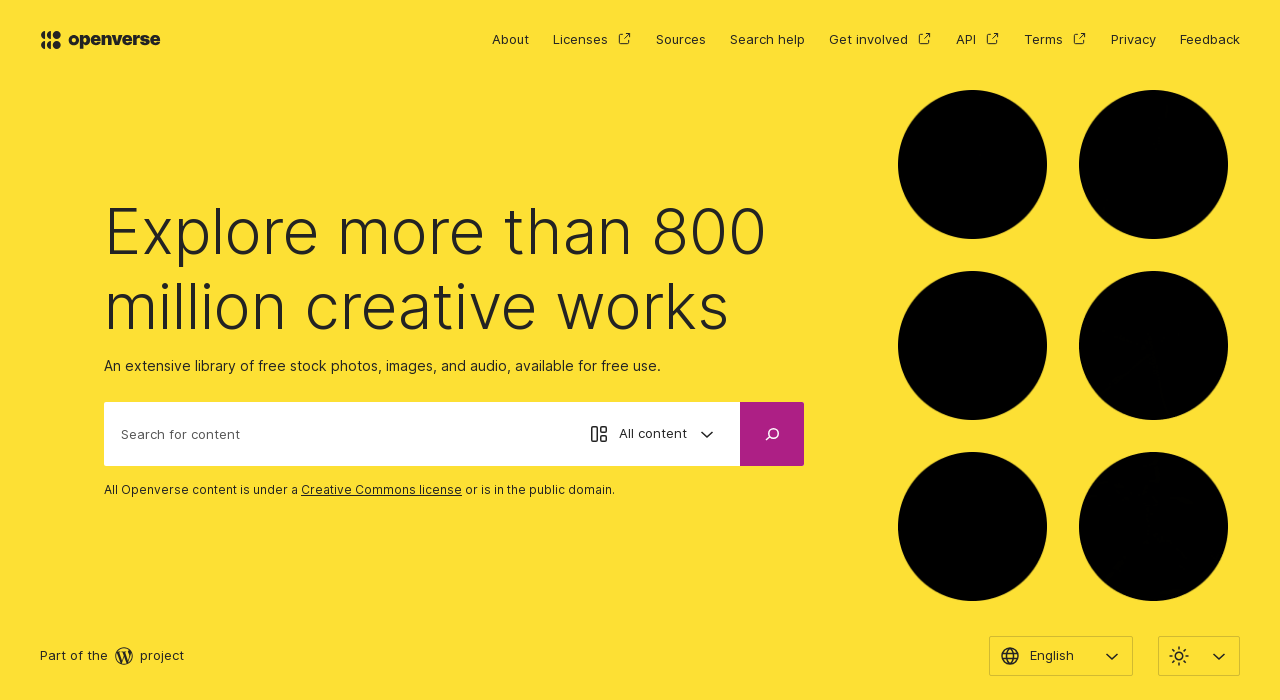 openverse
About
Licenses
Sources
Search help
Get involved
API
Terms
Privacy
Feedback
Explore more than 800
million creative works
An extensive library of free stock photos, images, and audio, available for free use.
Search for content
All content
All Openverse content is under a Creative Commons license or is in the public domain.
Part of the
project
English